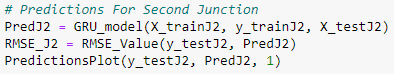 # Predictions For Second Junction
PredJ2 = GRU_model(X_trainJ2, y_trainJ2, X_testJ2)
RMSE_J2 = RMSE_Value(y_testJ2, PredJ2)
PredictionsPlot(y_testJ2, PredJ2, 1)